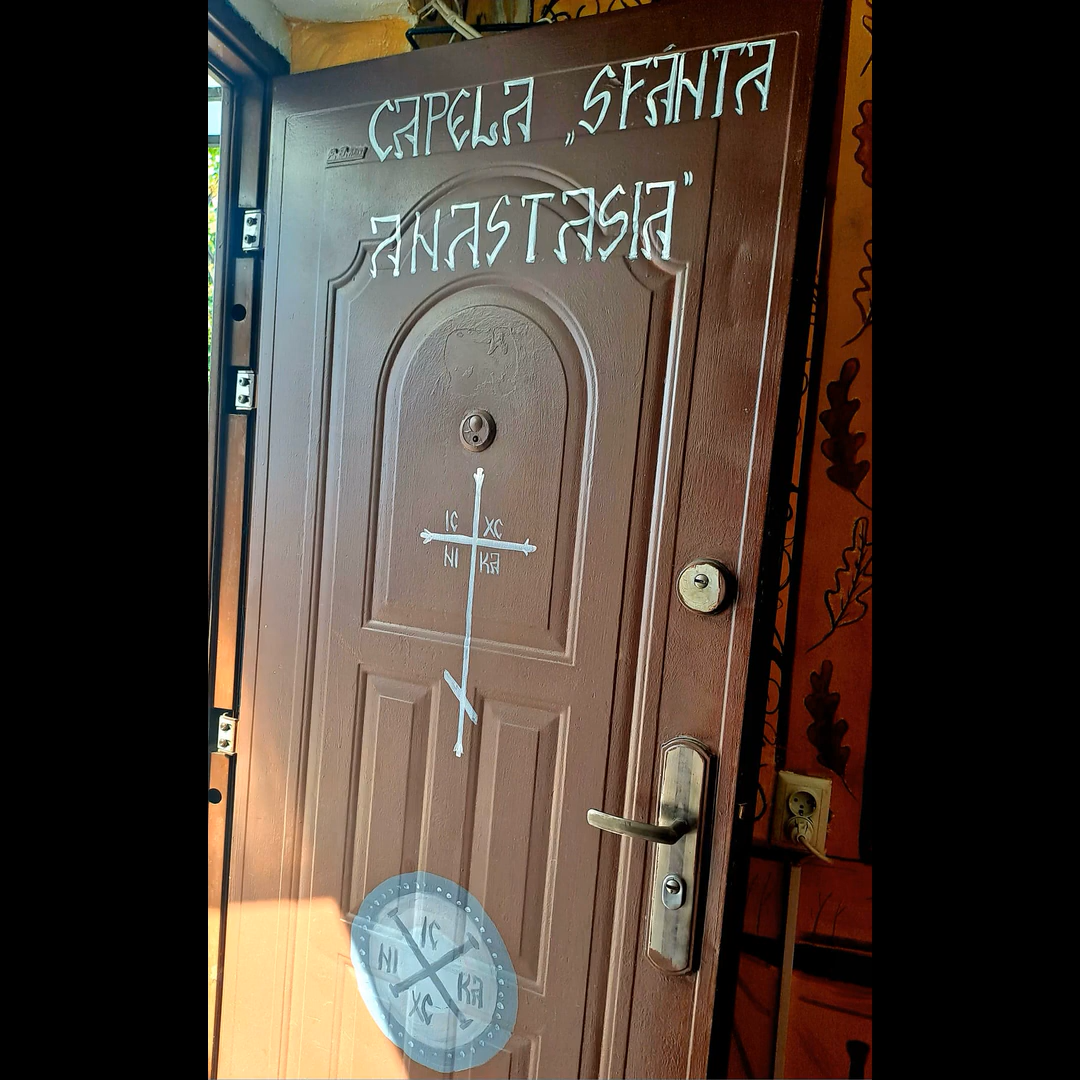 CAPELA „SFÂNTA
ANASTASIA”
IC XC
NI KA
IC
NI KA
XC